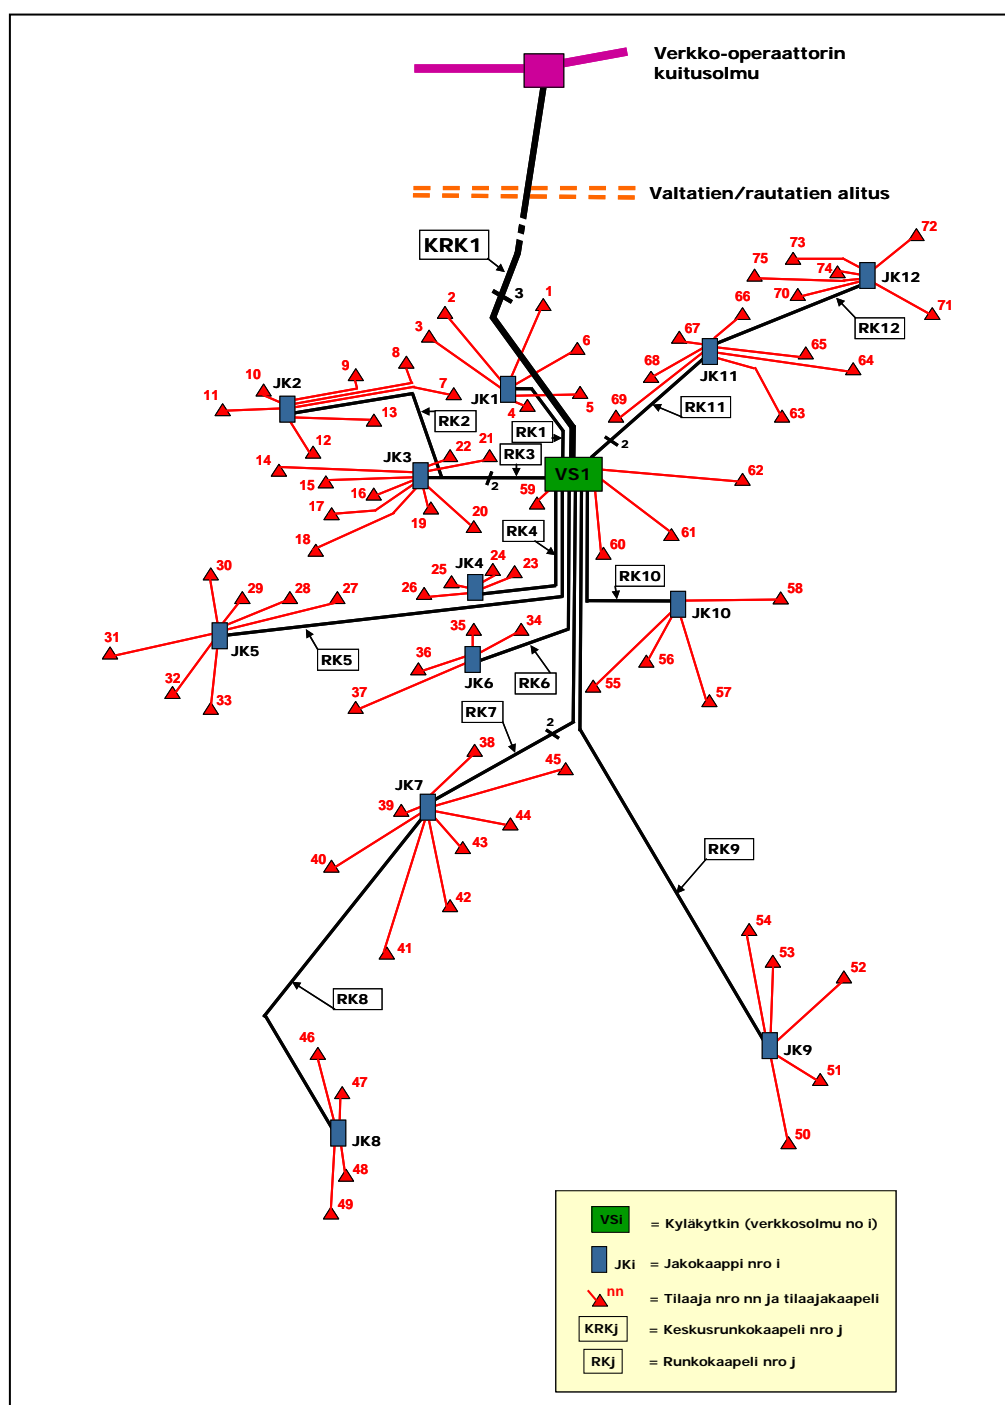 Verkko-operaattorin
kuitusolmu
Valtatien/rautatien alitus
KRK1
3
72
73
75
74
JK12
70
71
RK12
66
67
65
64
68
JK11
69
RK11
63
2
1
2
3
6
JK1
4
5
RK1
8
9
10
JK2
7
11
13
RK2
12
22
21
JK3
RK3
14
2
15
16
17
18
19
20
VS1
59
62
61
60
RK4
24
23
JK4
25
26
30
29
28
27
31
JK5
RK5
32
33
35
34
36
JK6
RK6
37
RK10
58
JK10
56
55
57
RK7
2
38
45
JK7
39
44
43
40
42
41
RK9
RK8
54
53
52
JK9
51
50
46
47
JK8
48
49
VSi = Kyläkytkin (verkkosolmu no i)
JKi = Jakokaappi nro i
nn = Tilaaja nro nn ja tilaajakaapeli
KRKj = Keskusrunkokaapeli nro j
RKj = Runkokaapeli nro j